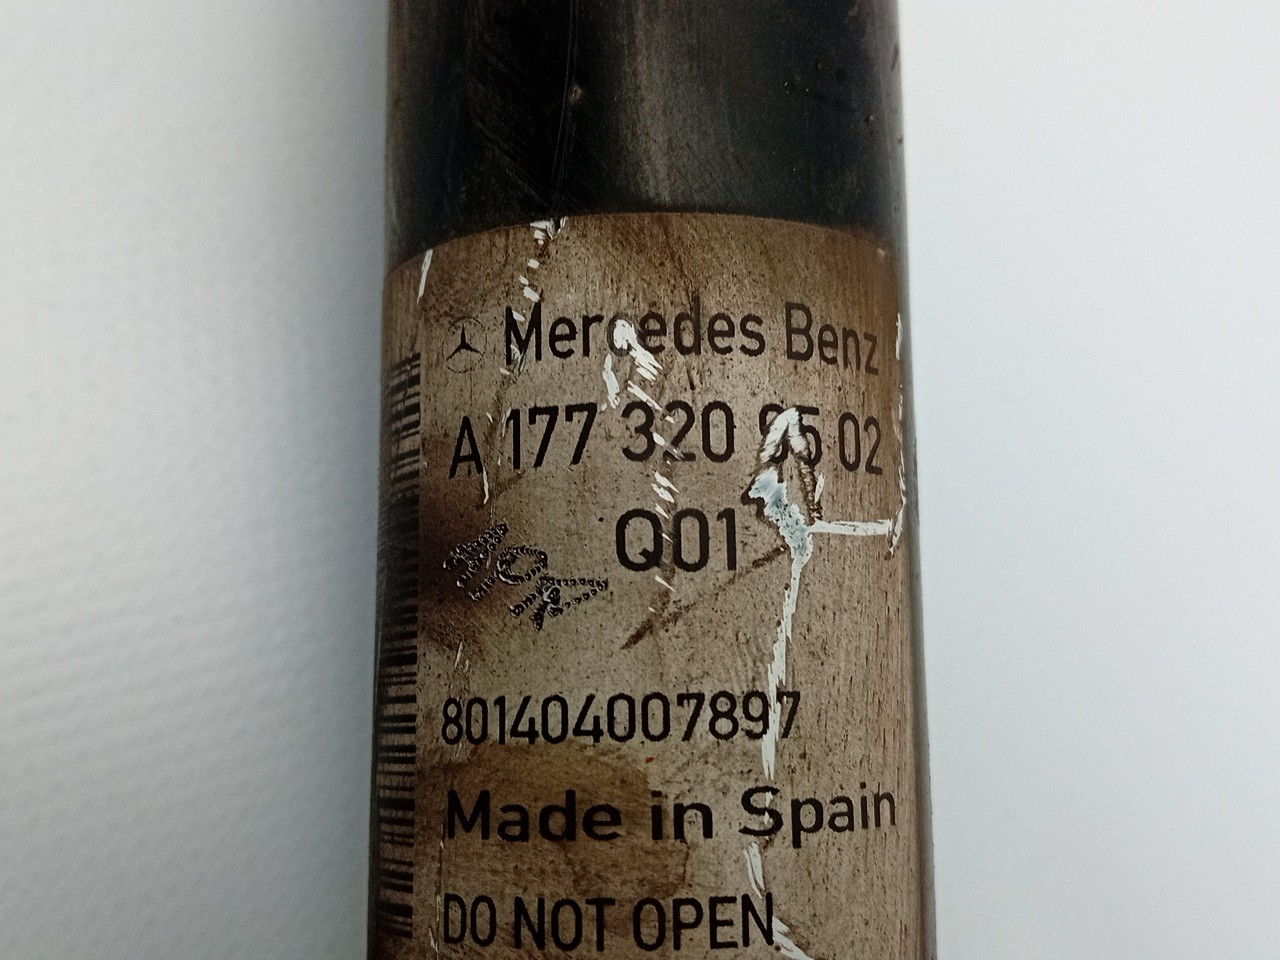 Mercedes Benz
A 177 320 02
Q01
801404007897
Made in Spain
DO NOT OPEN